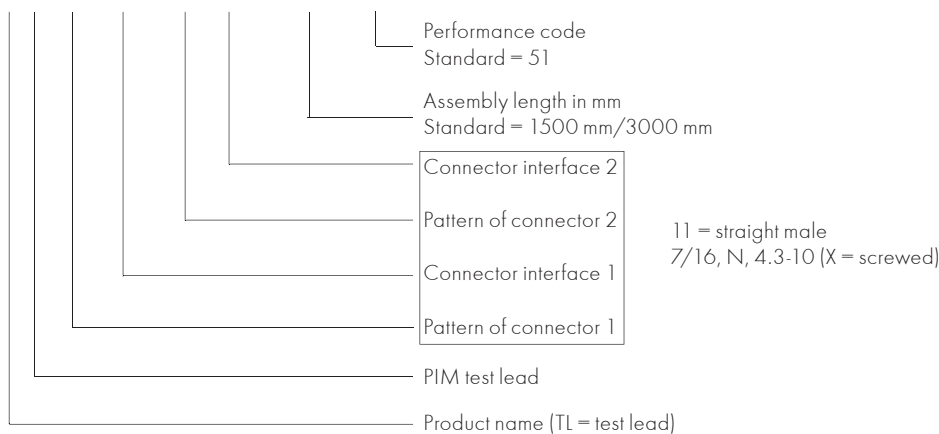 Performance code
Standard = 51
Assembly length in mm
Standard = 1500 mm/3000 mm
Connector interface 2
Pattern of connector 2
11 = straight male
7/16, N, 4.3-10 (X = screwed)
Connector interface 1
Pattern of connector 1
PIM test lead
Product name (TL = test lead)